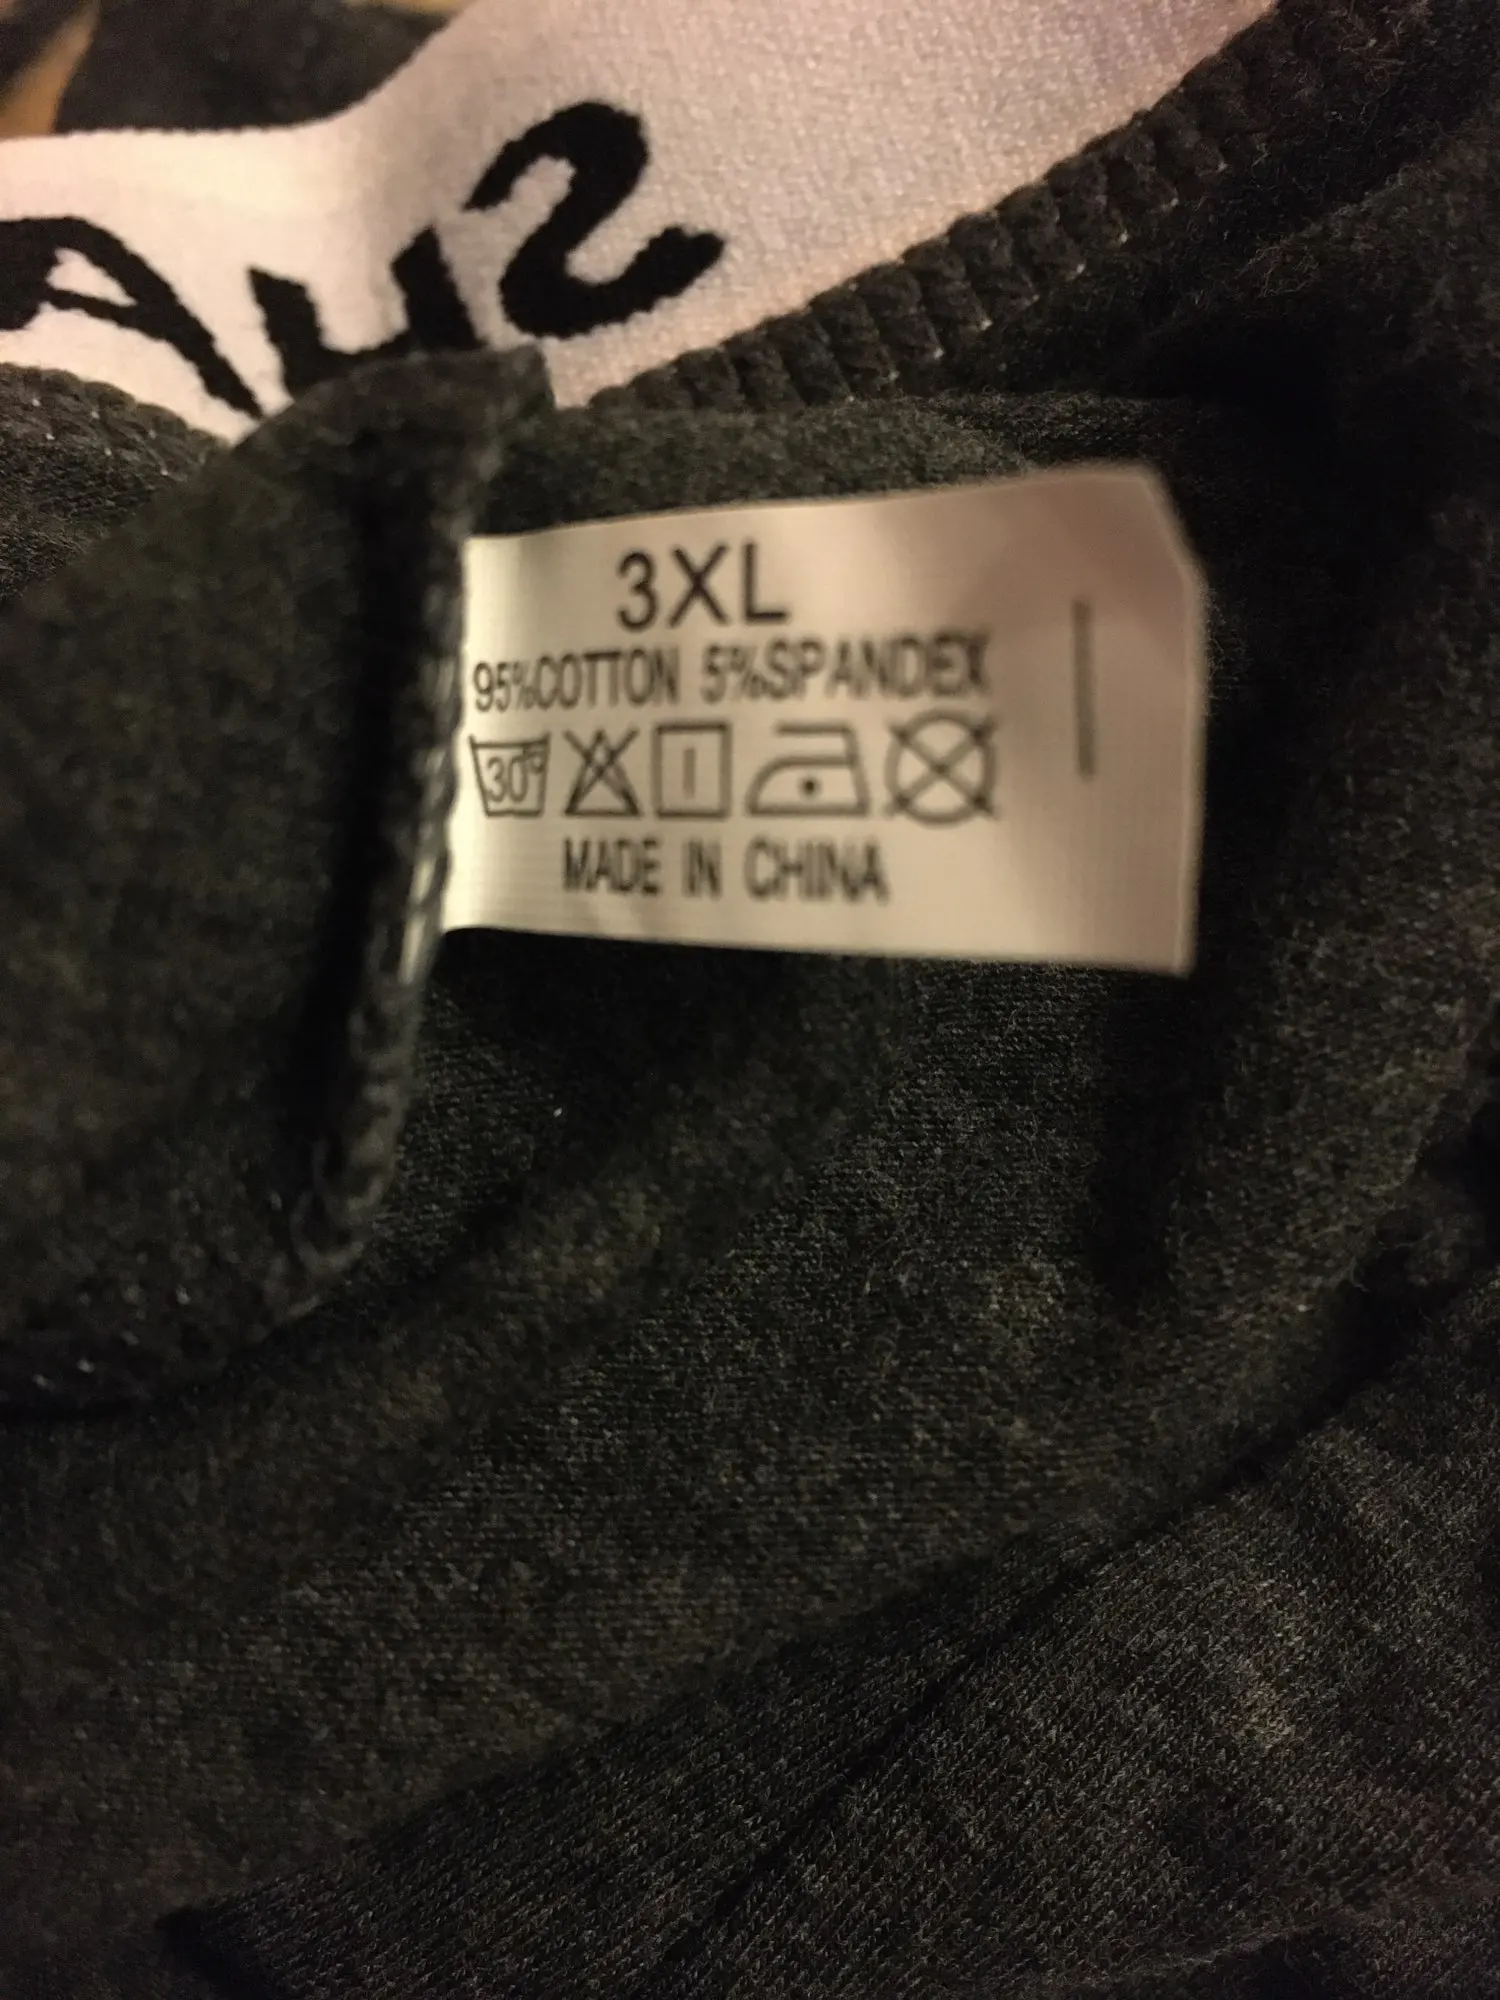 3XL
95%COTTON 5%SPANDEX
30°
MADE IN CHINA